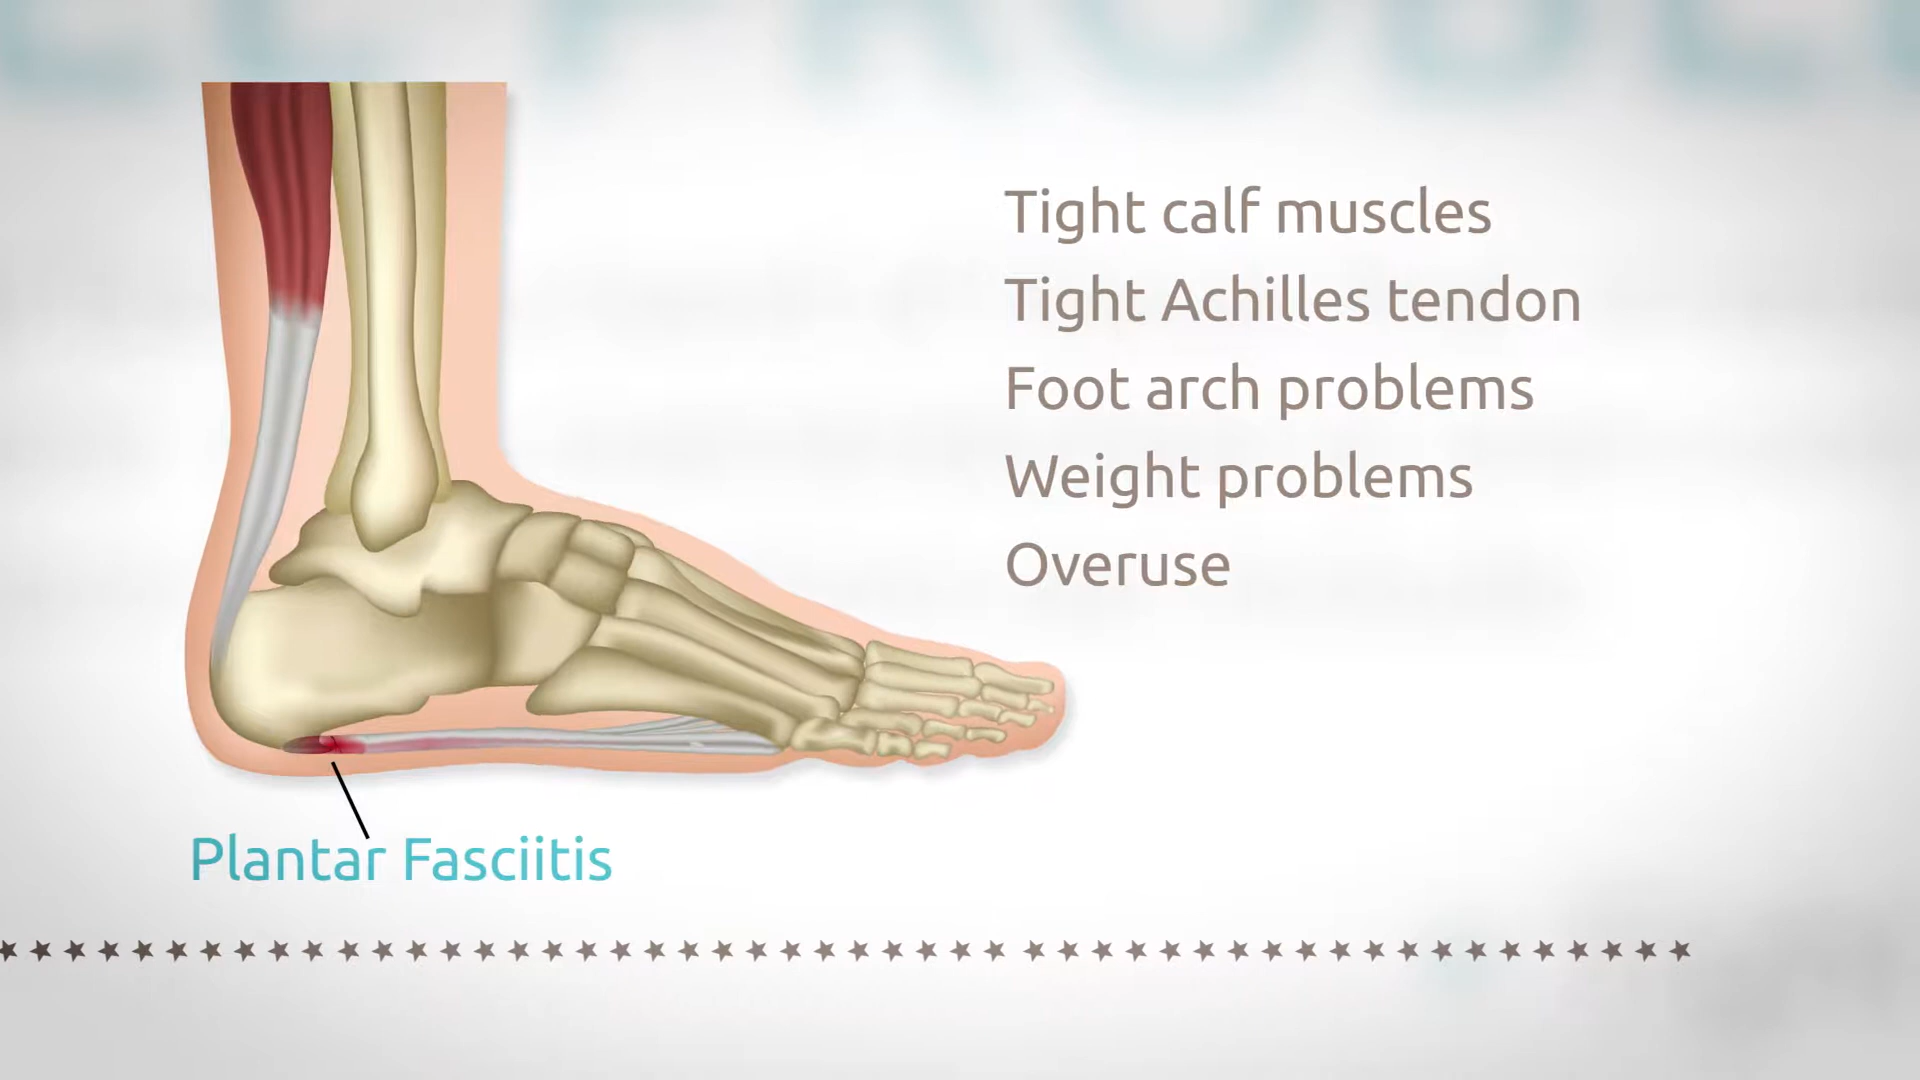 Tight calf muscles
Tight Achilles tendon
Foot arch problems
Weight problems
Overuse
Plantar Fasciitis